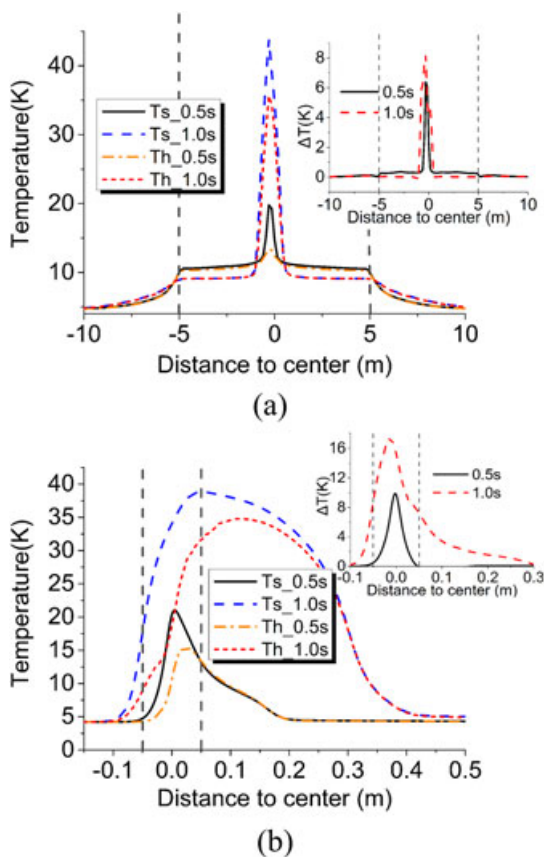 40
30
20
10
Temperature(K)
Ts_0.5s
Ts_1.0s
Th_0.5s
Th_1.0s
8
6
4
2
0
ΔT(K)
0.5s
1.0s
-10 -5 0 5 10
Distance to center (m)
-10 -5 0 5 10
Distance to center (m)
(a)
40
35
30
25
20
15
10
5
0
Temperature(K)
16
12
8
4
0
ΔT(K)
0.5s
1.0s
-0.1 0.0 0.1 0.2 0.3
Distance to center (m)
Ts_0.5s
Ts_1.0s
Th_0.5s
Th_1.0s
-0.1 0.0 0.1 0.2 0.3 0.4 0.5
Distance to center (m)
(b)